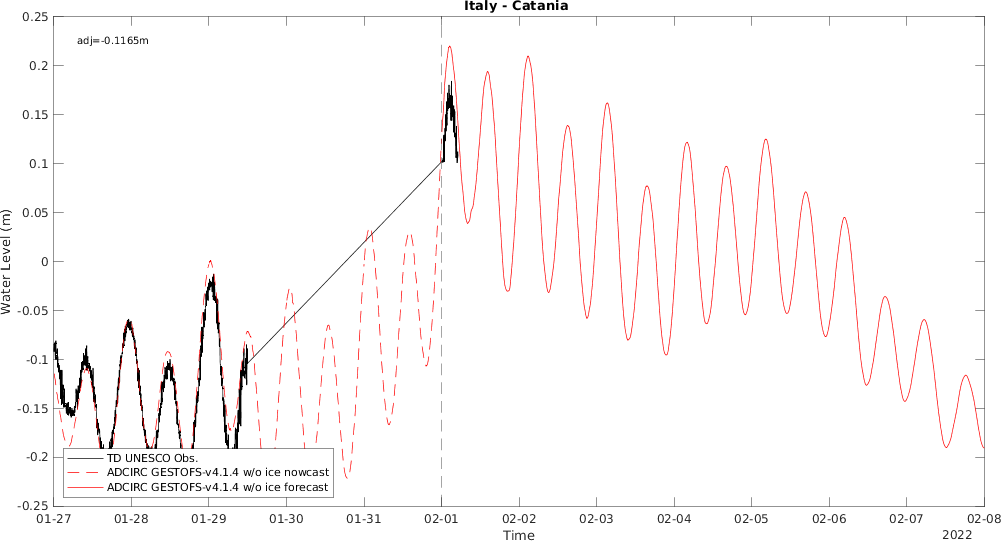 Italy - Catania
adj=-0.1165m
0.25
0.2
0.15
0.1
0.05
0
-0.05
-0.1
-0.15
-0.2
-0.25
Water Level (m)
TD UNESCO Obs.
ADCIRC GESTOFS-v4.1.4 w/o ice nowcast
ADCIRC GESTOFS-v4.1.4 w/o ice forecast
01-27 01-28 01-29 01-30 01-31 02-01 02-02 02-03 02-04 02-05 02-06 02-07 02-08
Time
2022